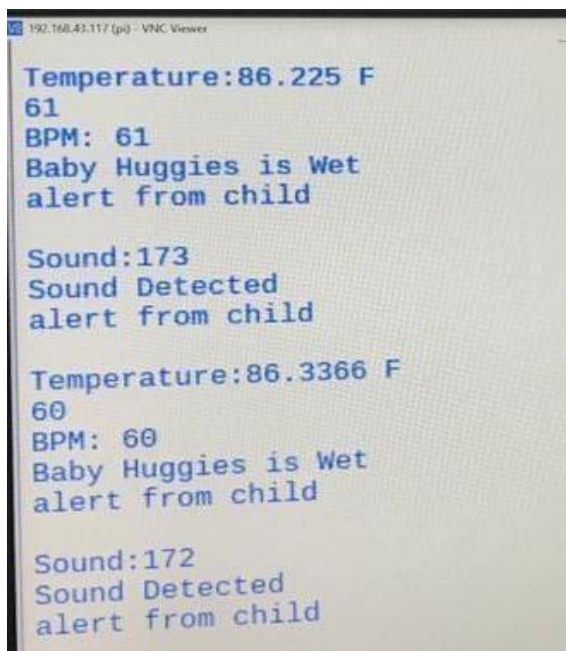 192.168.43.117 (pi) - VNC Viewer
Temperature:86.225 F
61
BPM: 61
Baby Huggies is Wet
alert from child
Sound:173
Sound Detected
alert from child
Temperature:86.3366 F
60
BPM: 60
Baby Huggies is Wet
alert from child
Sound:172
Sound Detected
alert from child